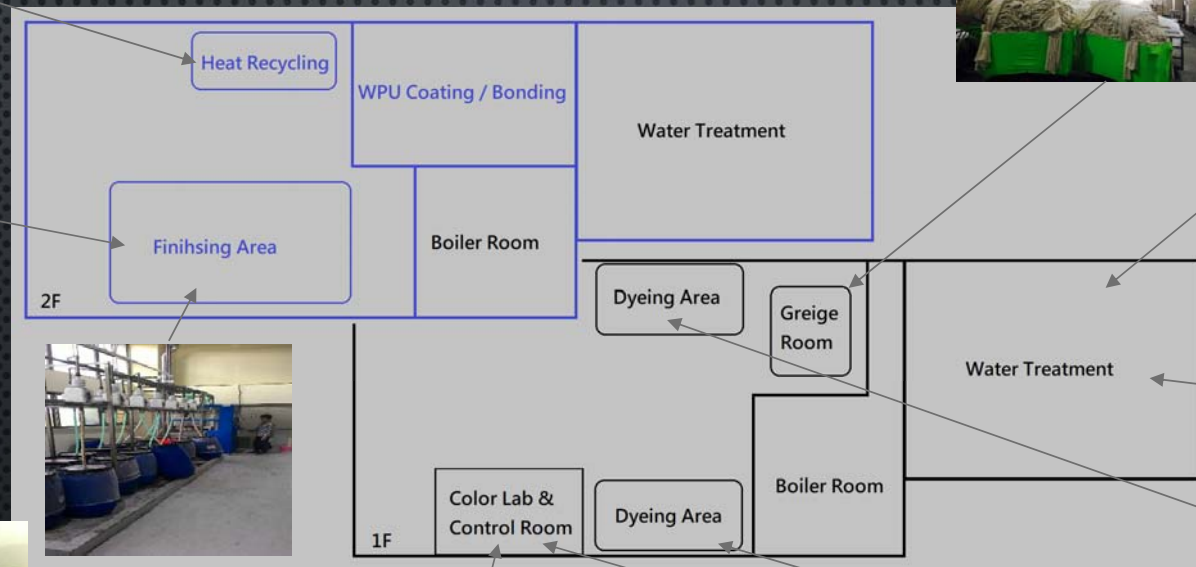 Heat Recycling
WPU Coating / Bonding
Water Treatment
Finihsing Area
Boiler Room
2F
Dyeing Area
Greige
Room
Water Treatment
Color Lab &
Control Room
Dyeing Area
Boiler Room
1F